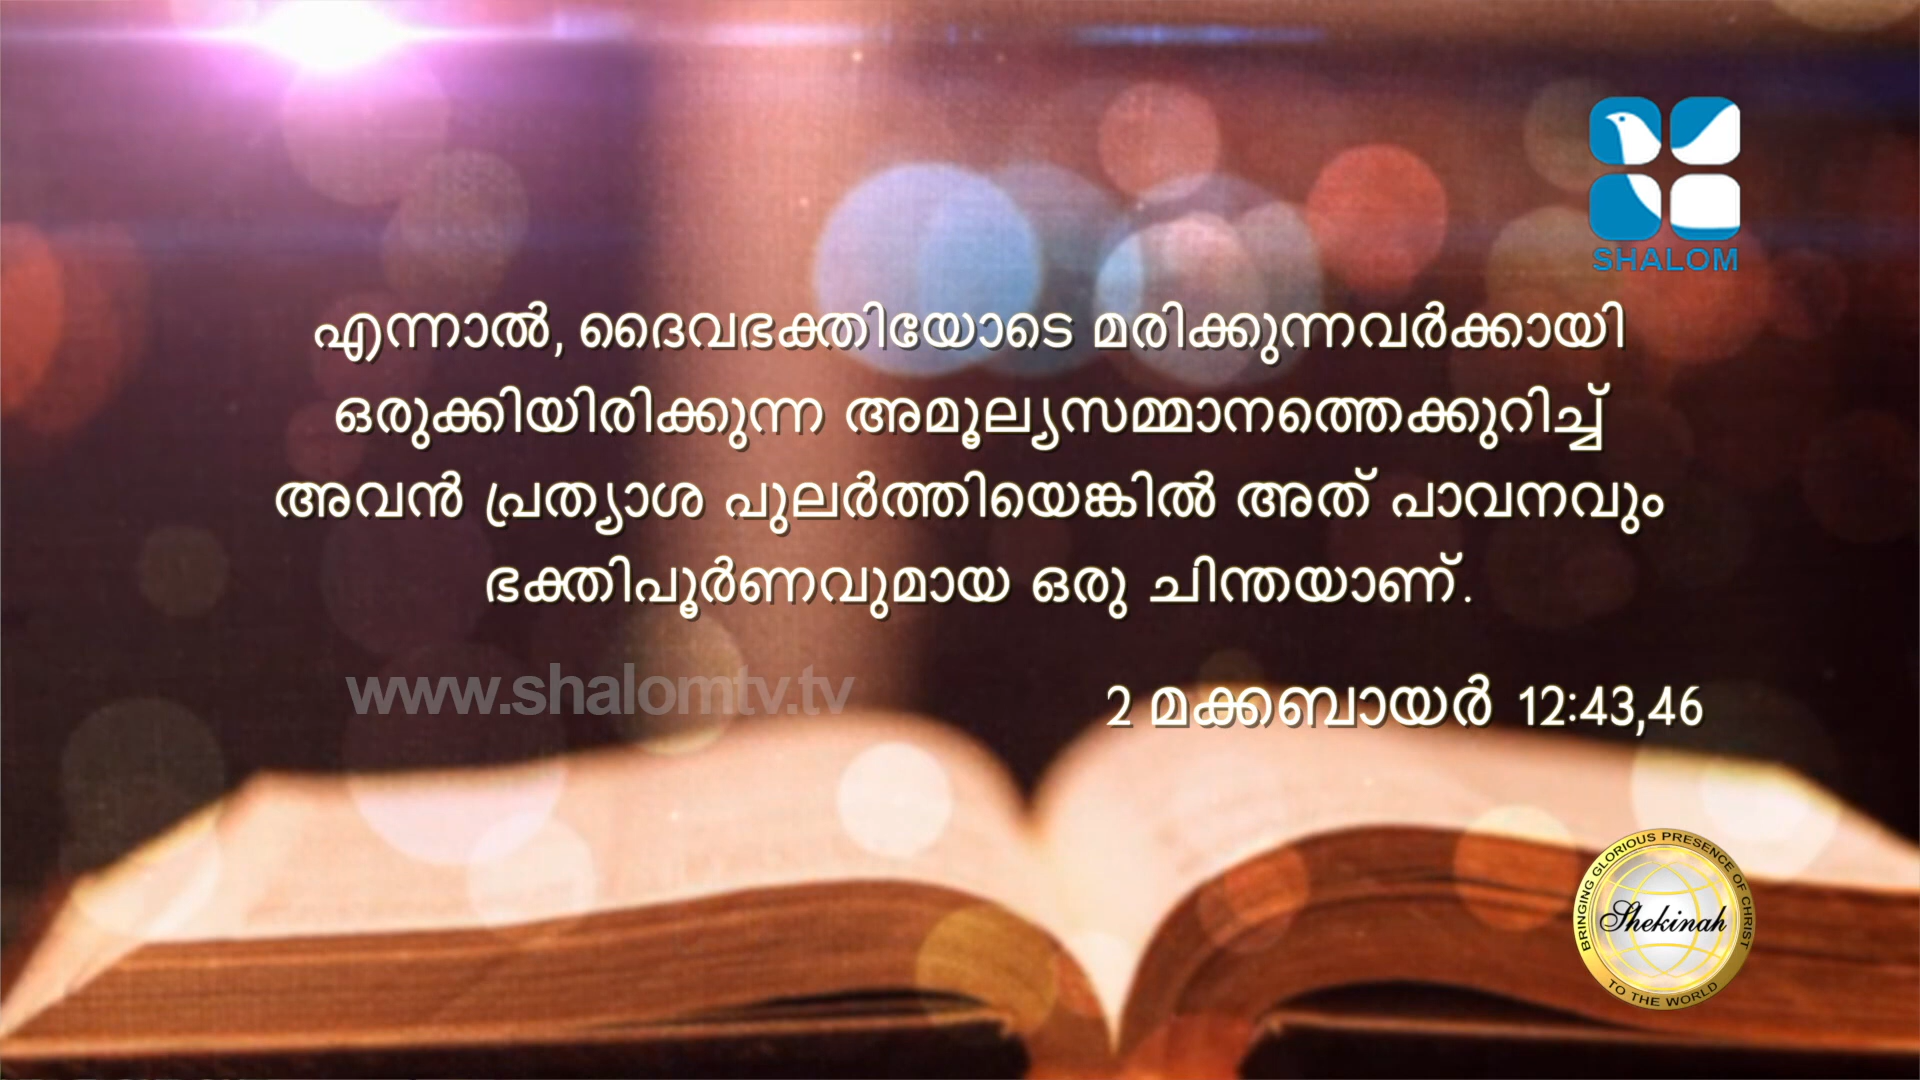 SHALOM
എന്നാൽ, ദൈവഭക്തിയോടെ മരിക്കുന്നവർക്കായി
ഒരുക്കിയിരിക്കുന്ന അമൂല്യസമ്മാനത്തെക്കുറിച്ച്
അവൻ പ്രത്യാശ പുലർത്തിയെങ്കിൽ അത് പാവനവും
ഭക്തിപൂർണവുമായ ഒരു ചിന്തയാണ്.
www.shalomtv.tv
2 മക്കബായർ 12:43,46
BRINGING GLORIOUS PRESENCE OF CHRIST
Shekinah
TO THE WORLD